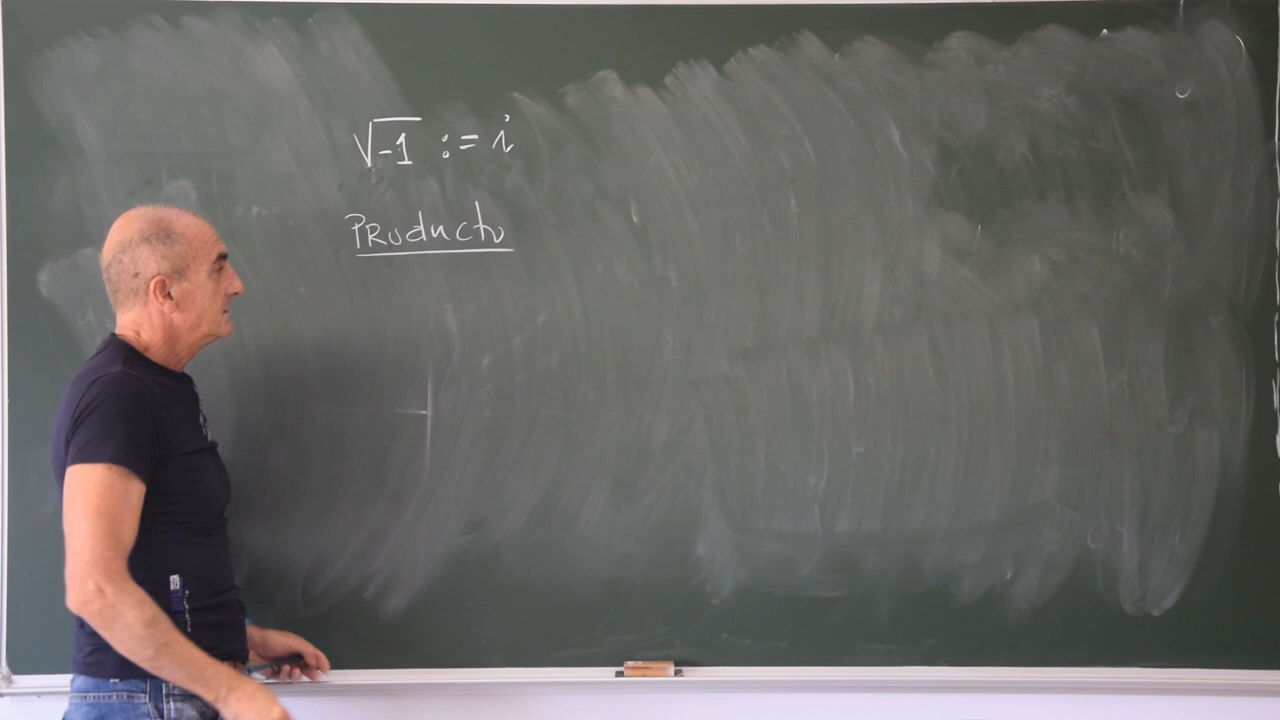 √-1 := i
Producto